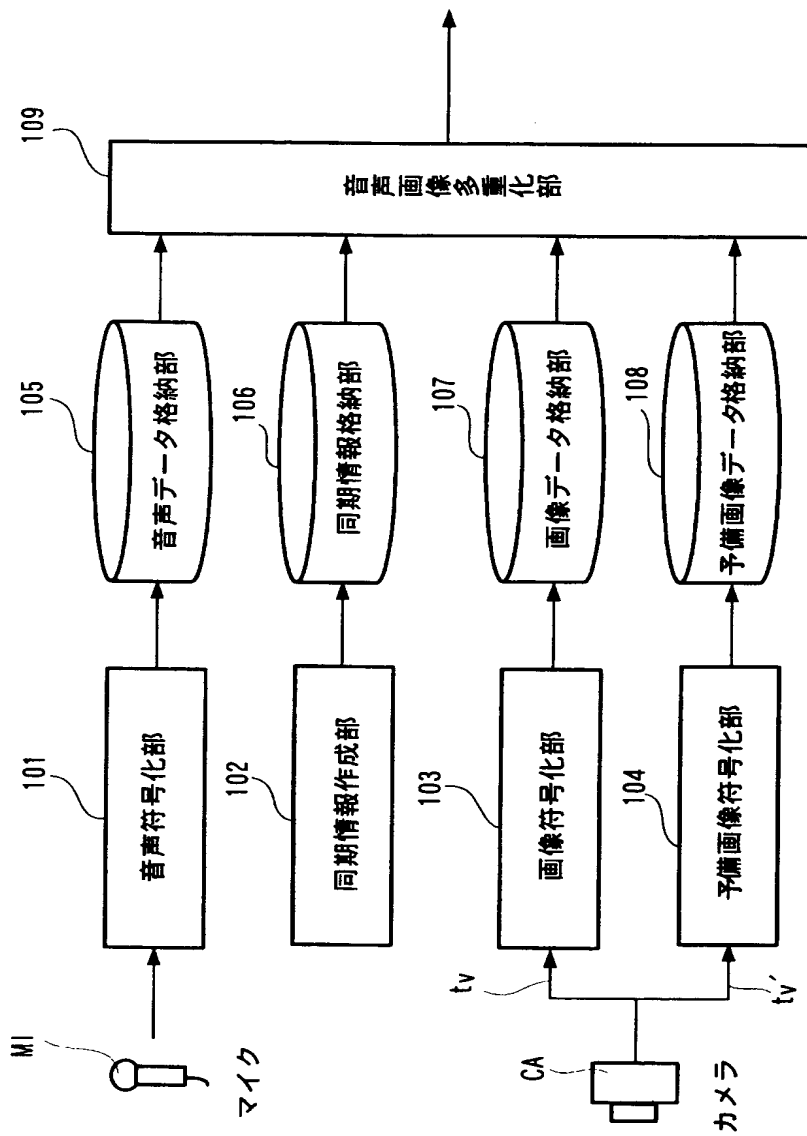 MI
マイク
101
音声符号化部
105
音声データ格納部
102
同期情報作成部
106
同期情報格納部
CA
カメラ
tv
103
画像符号化部
107
画像データ格納部
tv´
104
予備画像符号化部
108
予備画像データ格納部
109
音声画像多重化部